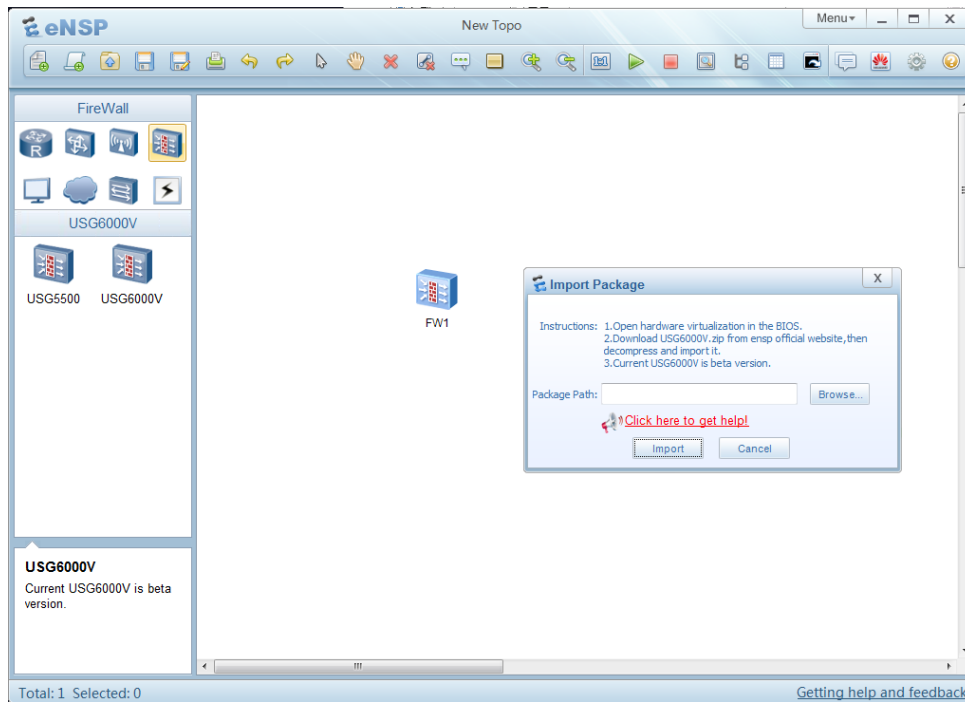 eNSP
New Topo
Menu
X
FireWall
R
USG6000V
USG5500
USG6000V
FW1
Import Package
X
Instructions: 1.Open hardware virtualization in the BIOS.
2.Download USG6000V.zip from ensp official website,then
decompress and import it.
3.Current USG6000V is beta version.
Package Path:
Browse...
Click here to get help!
Import
Cancel
USG6000V
Current USG6000V is beta
version.
Total: 1 Selected: 0
Getting help and feedback